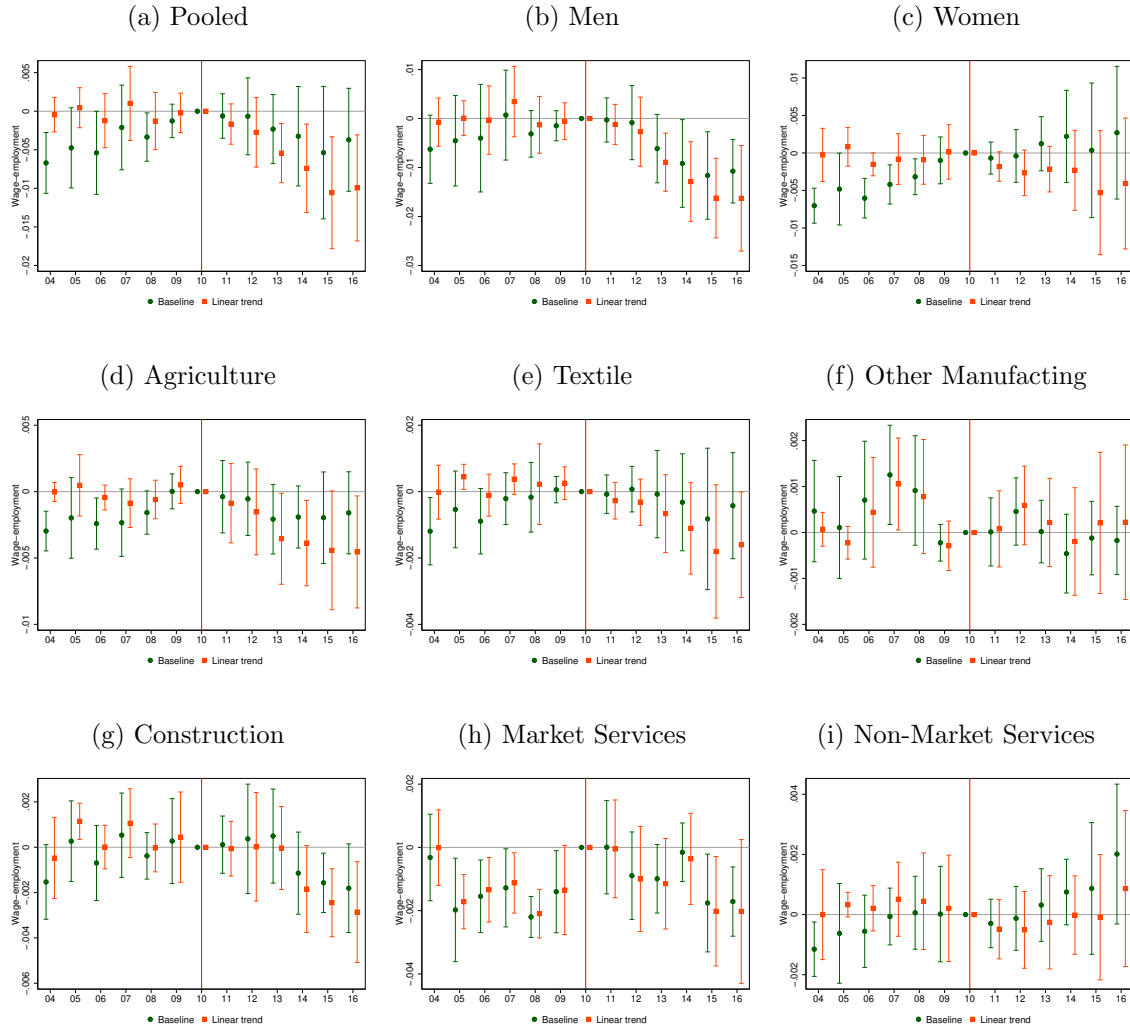 (a) Pooled
(b) Men
(c) Women
Wage-employment
.005
0
-.005
-.01
-.015
-.02
04 05 06 07 08 09 10 11 12 13 14 15 16
Baseline Linear trend
Wage-employment
.01
0
-.01
-.02
-.03
04 05 06 07 08 09 10 11 12 13 14 15 16
Baseline Linear trend
Wage-employment
.01
.005
0
-.005
-.01
-.015
04 05 06 07 08 09 10 11 12 13 14 15 16
Baseline Linear trend
(d) Agriculture
(e) Textile
(f) Other Manufacting
Wage-employment
.005
0
-.005
-.01
04 05 06 07 08 09 10 11 12 13 14 15 16
Baseline Linear trend
Wage-employment
.002
0
-.002
-.004
04 05 06 07 08 09 10 11 12 13 14 15 16
Baseline Linear trend
Wage-employment
.002
.001
0
-.001
-.002
04 05 06 07 08 09 10 11 12 13 14 15 16
Baseline Linear trend
(g) Construction
(h) Market Services
(i) Non-Market Services
Wage-employment
.002
0
-.002
-.004
-.006
04 05 06 07 08 09 10 11 12 13 14 15 16
Baseline Linear trend
Wage-employment
.002
0
-.002
-.004
04 05 06 07 08 09 10 11 12 13 14 15 16
Baseline Linear trend
Wage-employment
.004
.002
0
-.002
04 05 06 07 08 09 10 11 12 13 14 15 16
Baseline Linear trend